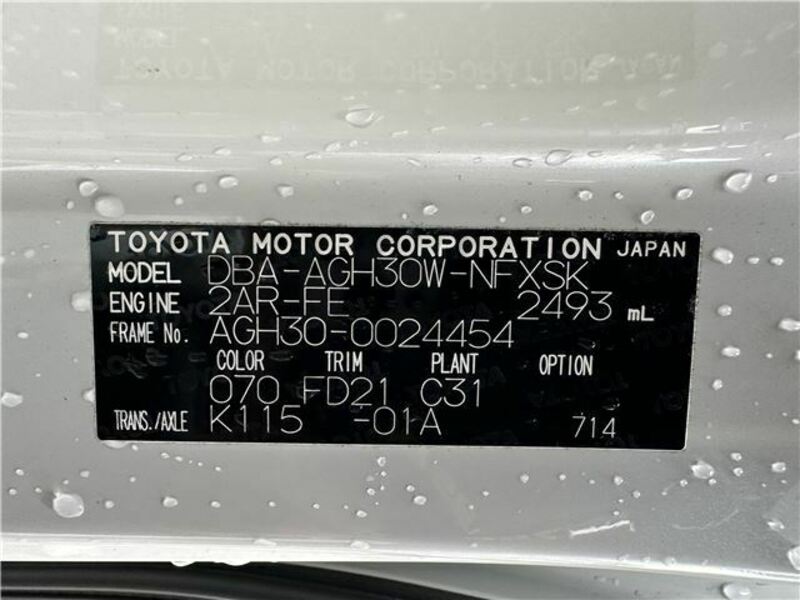 TOYOTA MOTOR CORPORATION JAPAN
MODEL DBA-AGH30W-NFXSK
ENGINE 2AR-FE 2493 mL
FRAME No. AGH30-0024454
COLOR TRIM PLANT OPTION
070 FD21 C31
TRANS./AXLE K115 -01A 714